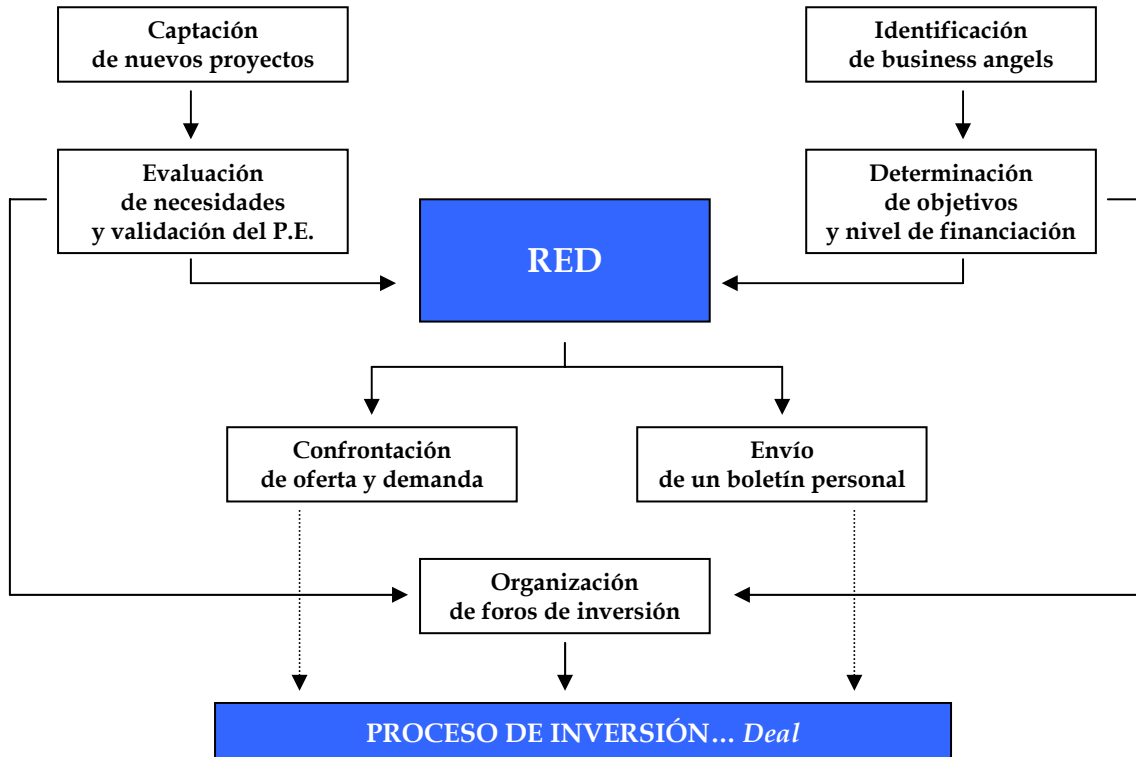 Captación
de nuevos proyectos
Identificación
de business angels
Evaluación
de necesidades
y validación del P.E.
Determinación
de objetivos
y nivel de financiación
RED
Confrontación
de oferta y demanda
Envío
de un boletín personal
Organización
de foros de inversión
PROCESO DE INVERSIÓN... Deal